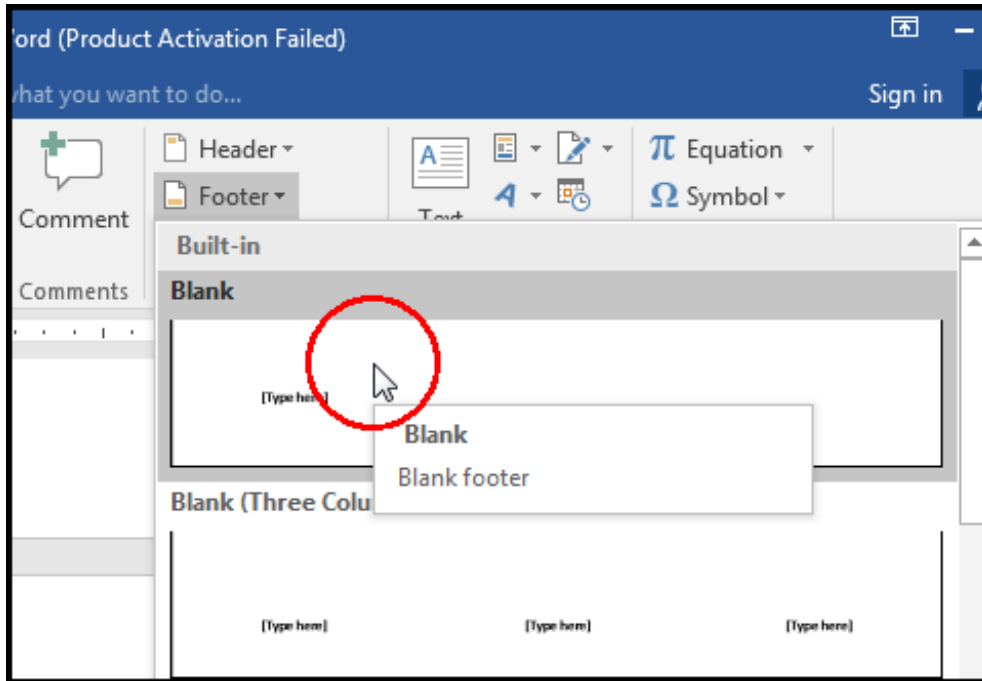 ord (Product Activation Failed)
what you want to do...
Sign in
Header
Footer
Comment
Comments
A
A
π Equation
Ω Symbol
Built-in
Blank
[Type here]
Blank
Blank footer
Blank (Three Colu
[Type here] [Type here] [Type here]